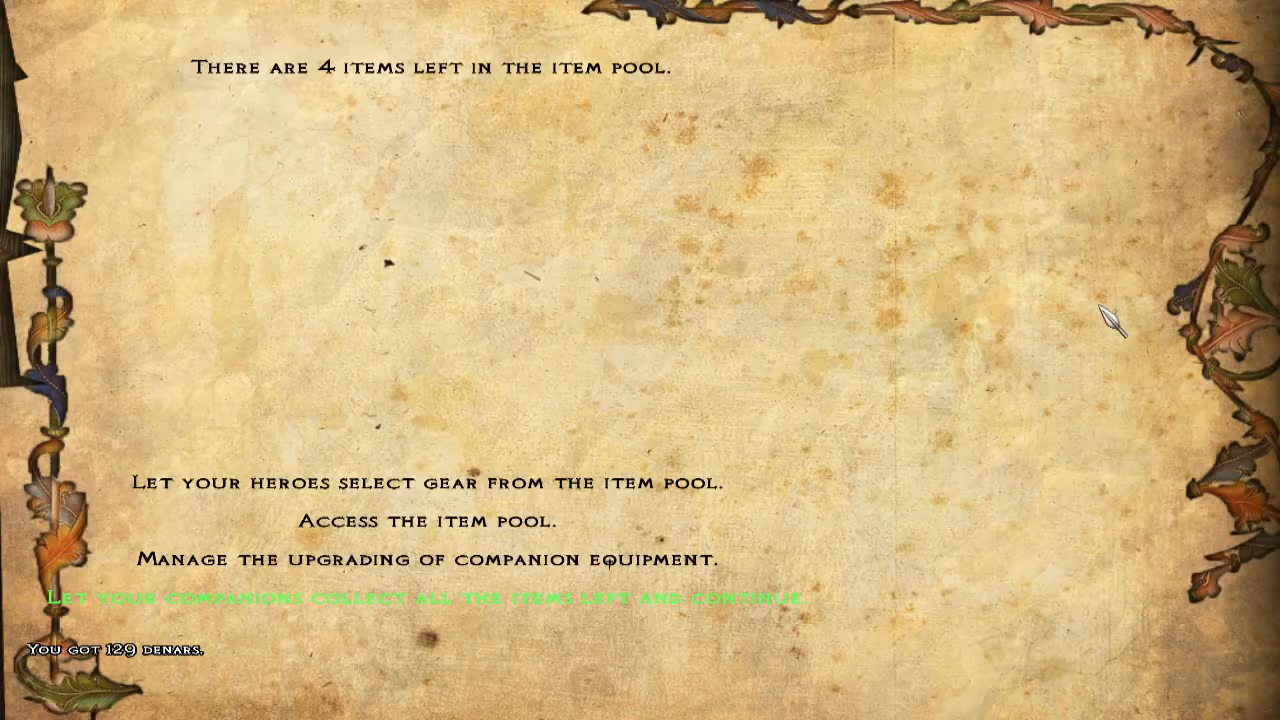 There are 4 items left in the item pool.
Let your heroes select gear from the item pool.
Access the item pool.
Manage the upgrading of companion equipment.
Let your companions collect all the items left and continue.
You got 129 denars.